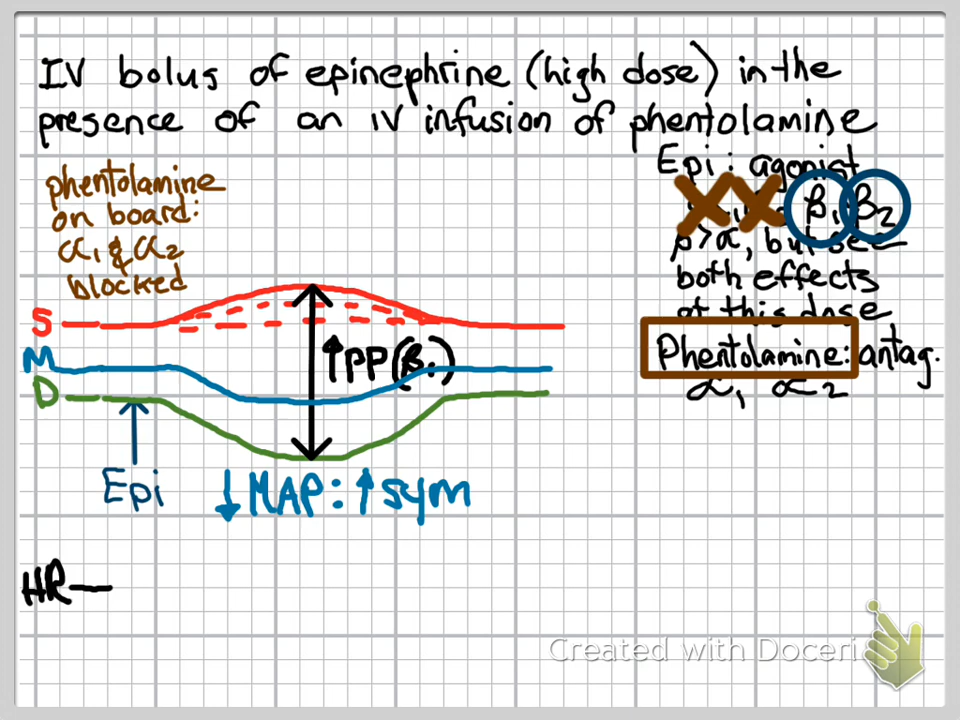 IV bolus of epinephrine (high dose) in the
presence of an IV infusion of phentolamine
phentolamine
on board:
α₁ & α₂
blocked
Epi: agonist
β₁ β₂
β>α, but see
both effects
at this dose
Phentolamine: antag.
α₁ α₂
S
M
D
↑PP(β₁)
Epi
↓MAP: ↑sym
HR
Created with Doceri